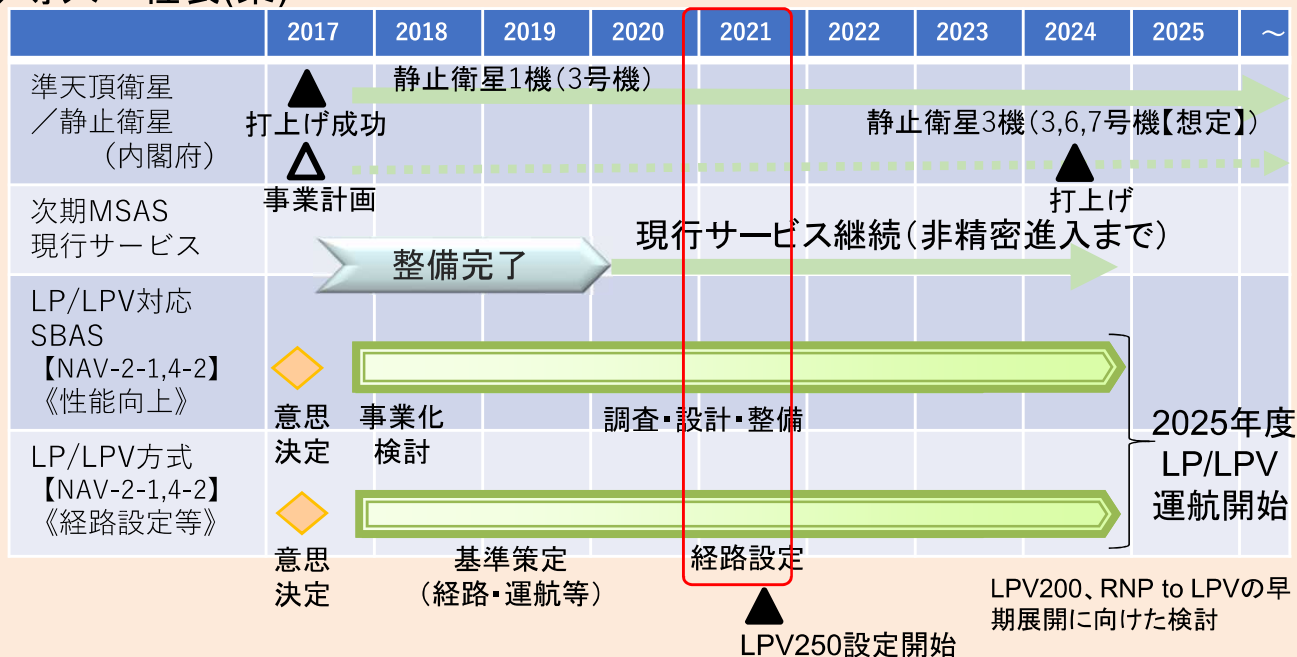 2017 2018 2019 2020 2021 2022 2023 2024 2025 ~
準天頂衛星
／静止衛星
（内閣府）
打上げ成功
事業計画
静止衛星1機（3号機）
静止衛星3機（3,6,7号機【想定】）
打上げ
次期MSAS
現行サービス
整備完了
現行サービス継続（非精密進入まで）
LP/LPV対応
SBAS
【NAV-2-1,4-2】
《性能向上》
意思
決定
事業化
検討
調査・設計・整備
LP/LPV方式
【NAV-2-1,4-2】
《経路設定等》
意思
決定
基準策定
（経路・運航等）
経路設定
LPV250設定開始
2025年度
LP/LPV
運航開始
LPV200、RNP to LPVの早
期展開に向けた検討